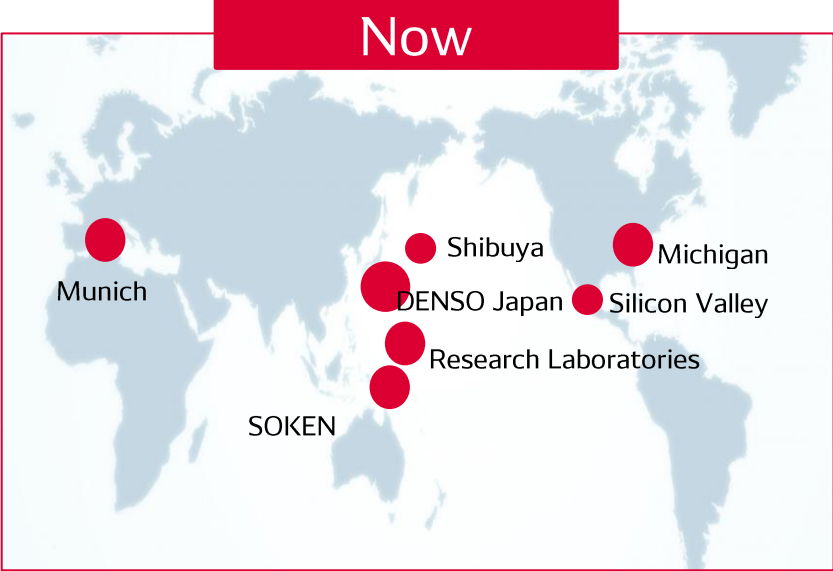 Now
Shibuya
Michigan
Munich
DENSO Japan
Silicon Valley
Research Laboratories
SOKEN